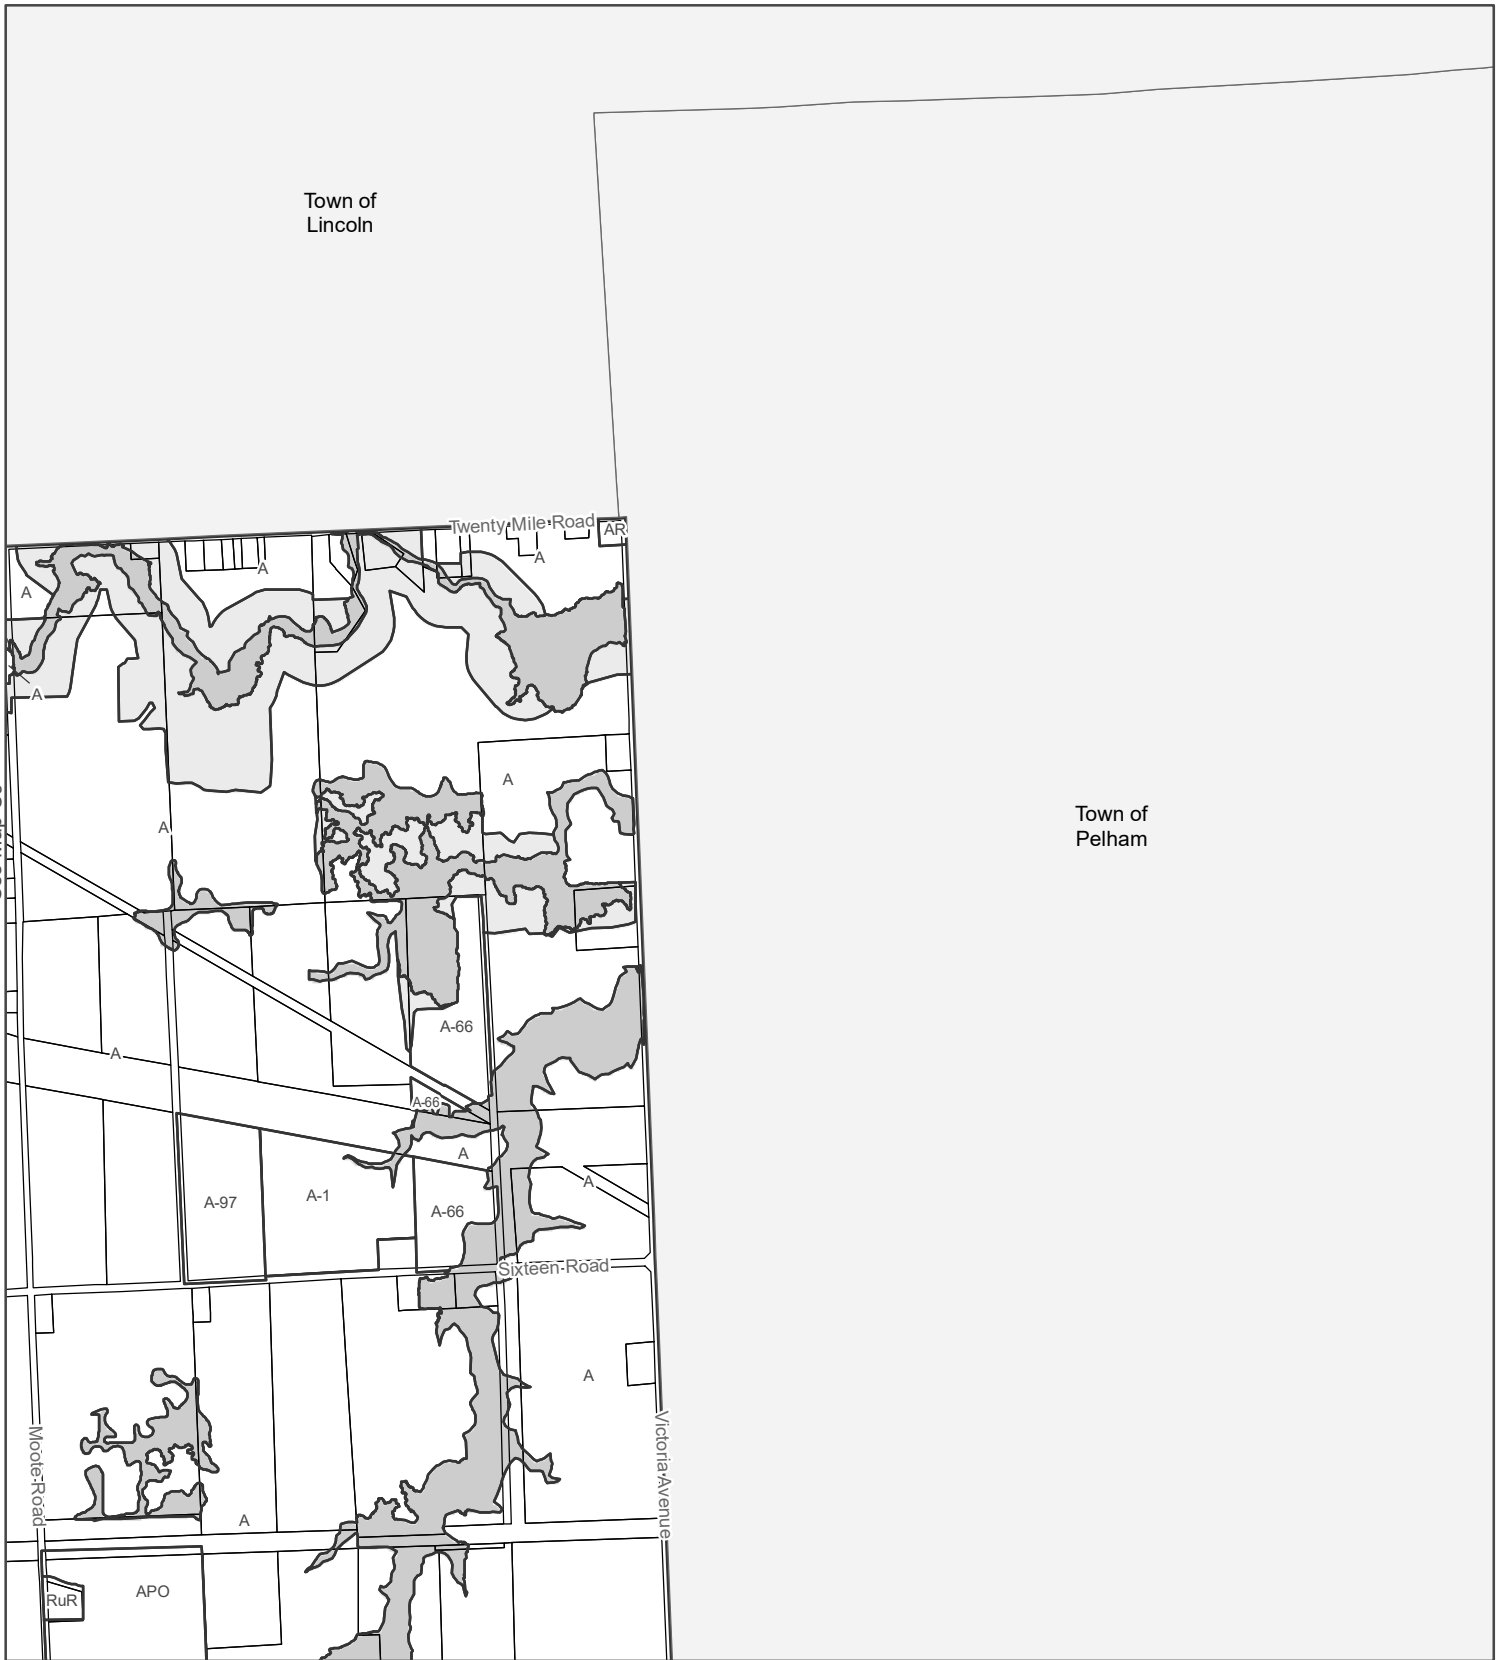 Town of
Lincoln
Twenty Mile Road
AR
A
A
A
A
A
Town of
Pelham
A
A-66
A
A-66
A
A
A-1
A-97
A-66
Sixteen Road
A
Moote Road
Victoria Avenue
A
APO
RuR